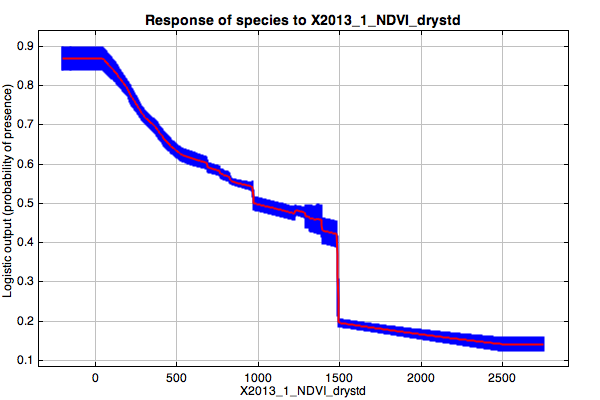 Response of species to X2013_1_NDVI_drystd
Logistic output (probability of presence)
0.9
0.8
0.7
0.6
0.5
0.4
0.3
0.2
0.1
0 500 1000 1500 2000 2500
X2013_1_NDVI_drystd